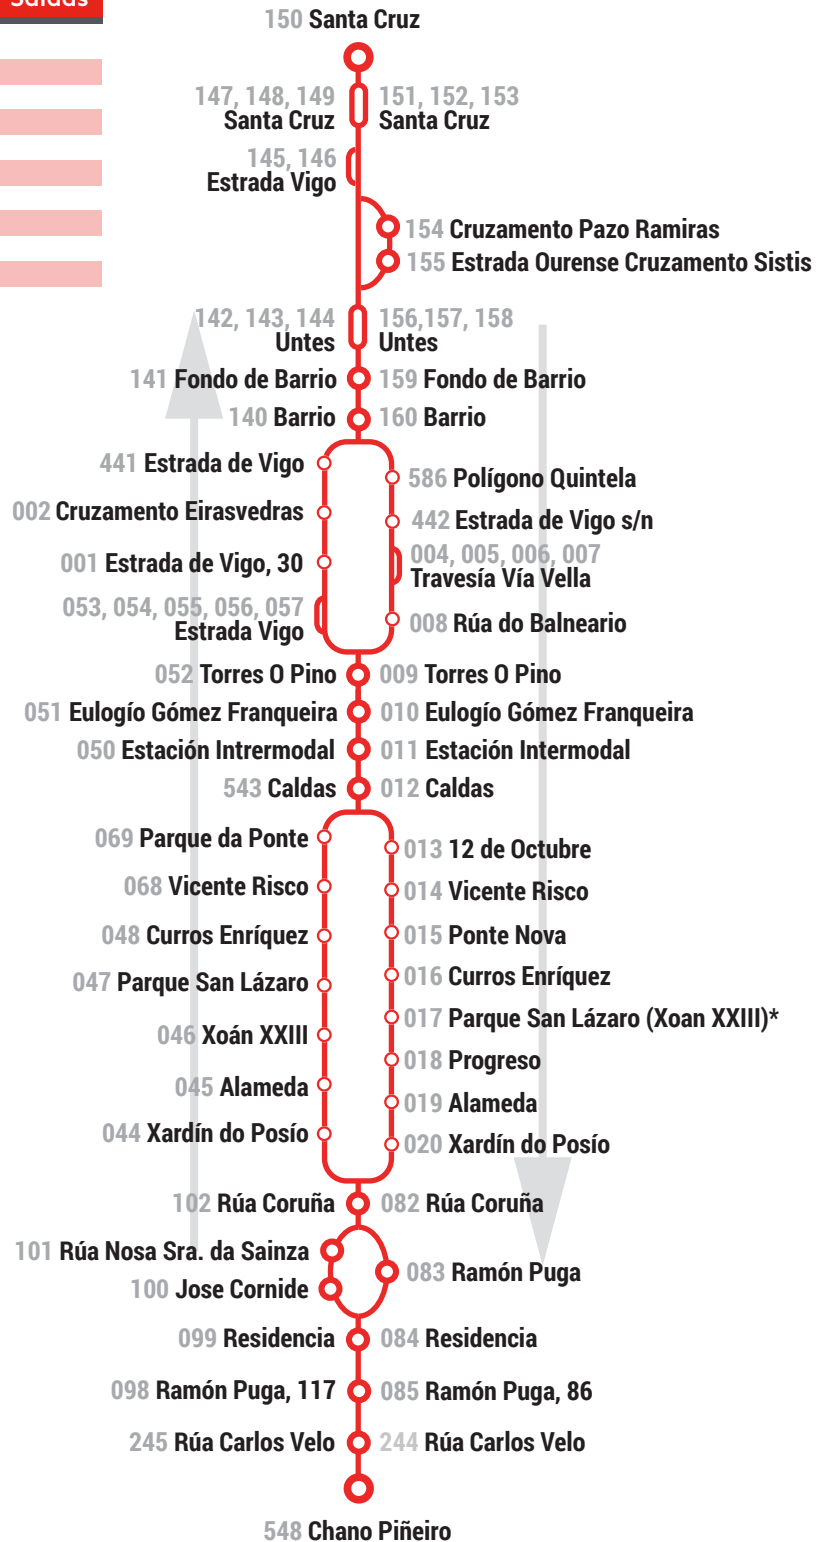 Saídas
150 Santa Cruz
147, 148, 149
Santa Cruz
151, 152, 153
Santa Cruz
145, 146
Estrada Vigo
154 Cruzamento Pazo Ramiras
155 Estrada Ourense Cruzamento Sistis
142, 143, 144
Untes
156,157, 158
Untes
141 Fondo de Barrio
159 Fondo de Barrio
140 Barrio
160 Barrio
441 Estrada de Vigo
586 Polígono Quintela
002 Cruzamento Eirasvedras
442 Estrada de Vigo s/n
001 Estrada de Vigo, 30
004, 005, 006, 007
Travesía Vía Vella
053, 054, 055, 056, 057
Estrada Vigo
008 Rúa do Balneario
052 Torres O Pino
009 Torres O Pino
051 Eulogío Gómez Franqueira
010 Eulogío Gómez Franqueira
050 Estación Intrermodal
011 Estación Intermodal
543 Caldas
012 Caldas
069 Parque da Ponte
013 12 de Octubre
068 Vicente Risco
014 Vicente Risco
048 Curros Enríquez
015 Ponte Nova
016 Curros Enríquez
047 Parque San Lázaro
017 Parque San Lázaro (Xoan XXIII)*
046 Xoán XXIII
018 Progreso
045 Alameda
019 Alameda
044 Xardín do Posío
020 Xardín do Posío
102 Rúa Coruña
082 Rúa Coruña
101 Rúa Nosa Sra. da Sainza
083 Ramón Puga
100 Jose Cornide
099 Residencia
084 Residencia
098 Ramón Puga, 117
085 Ramón Puga, 86
245 Rúa Carlos Velo
244 Rúa Carlos Velo
548 Chano Piñeiro